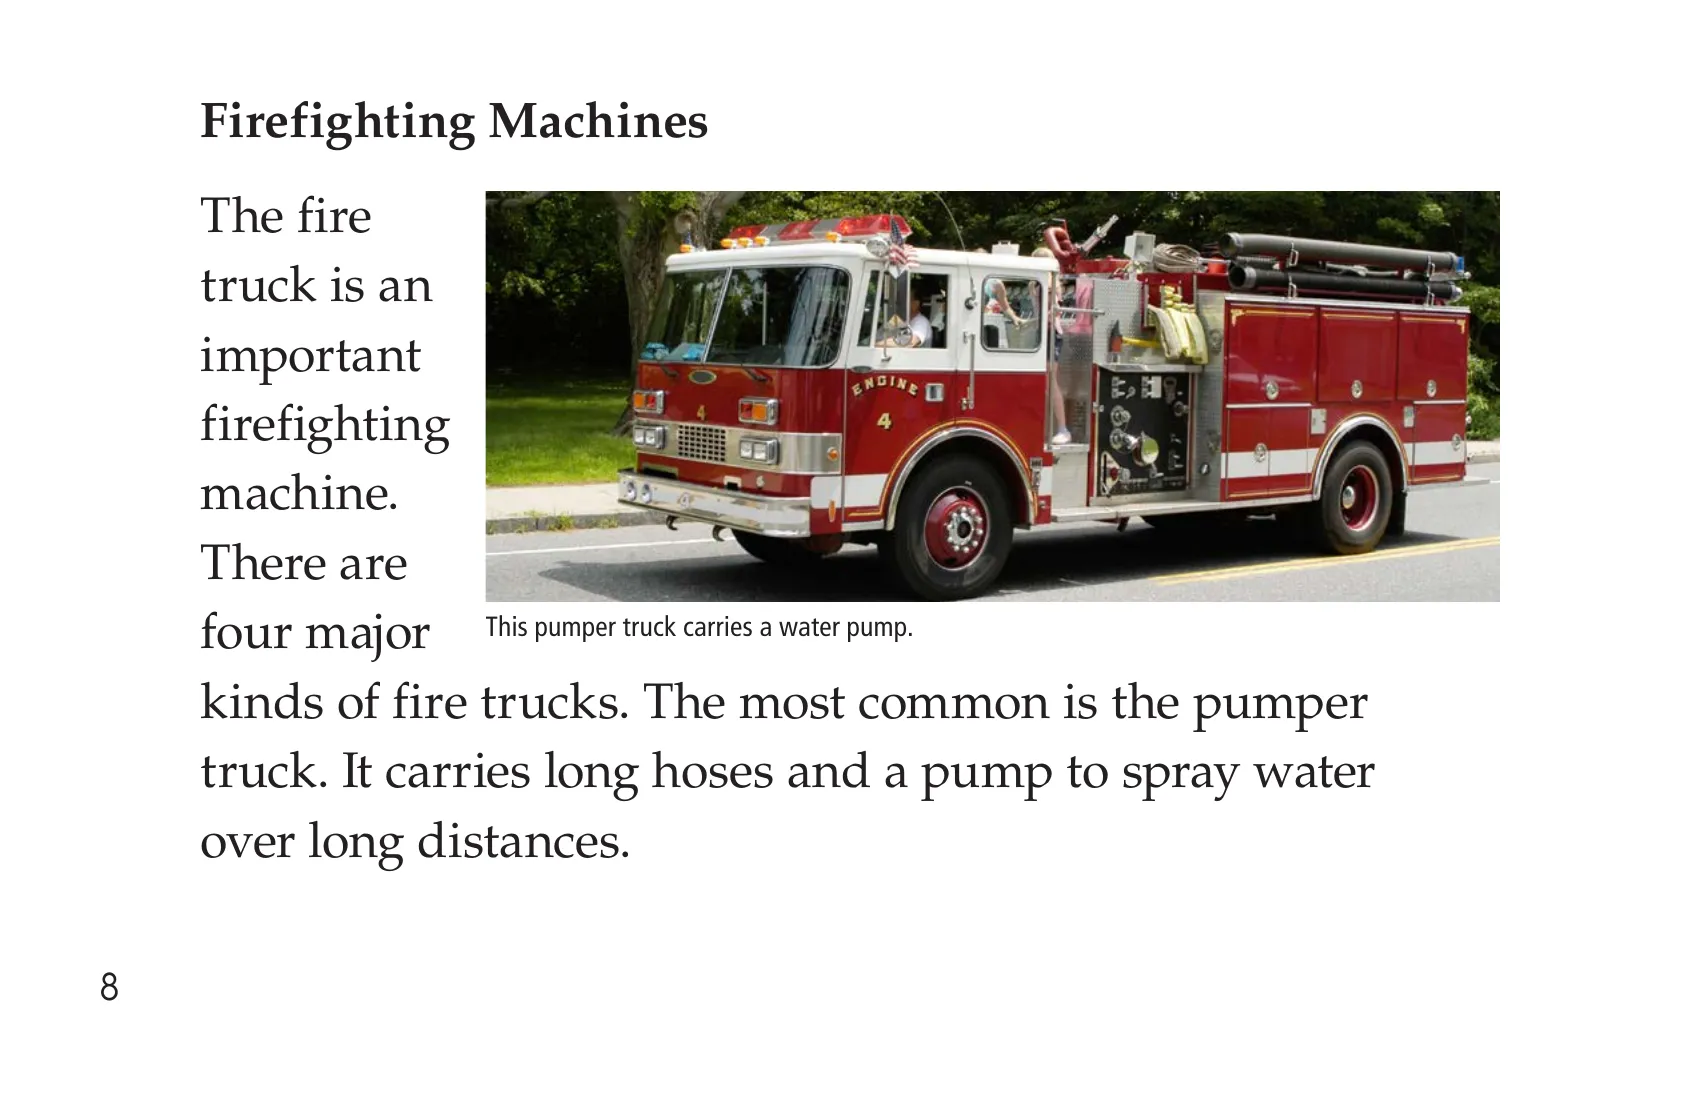 Firefighting Machines
The fire
truck is an
important
firefighting
machine.
There are
four major
kinds of fire trucks. The most common is the pumper
truck. It carries long hoses and a pump to spray water
over long distances.
4
ENGINE
4
This pumper truck carries a water pump.
8